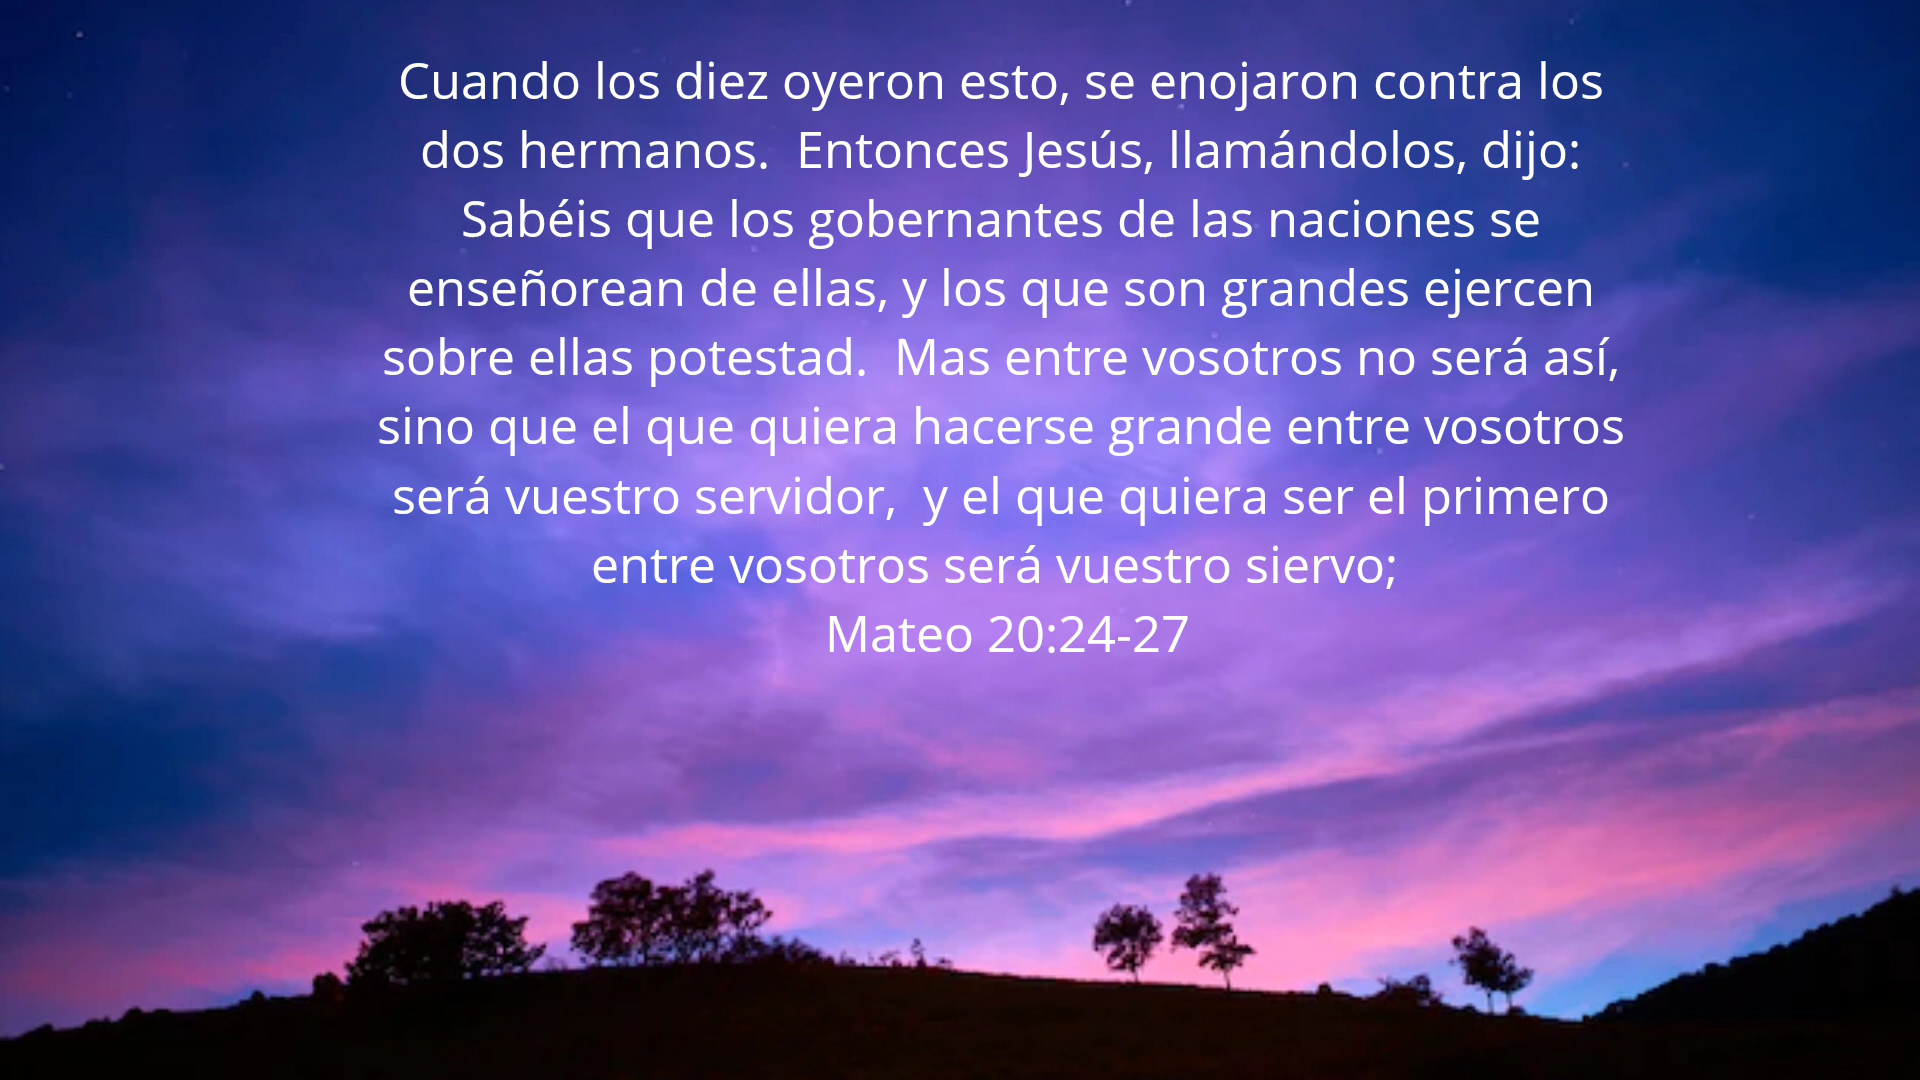 Cuando los diez oyeron esto, se enojaron contra los
dos hermanos.  Entonces Jesús, llamándolos, dijo:
Sabéis que los gobernantes de las naciones se
enseñorean de ellas, y los que son grandes ejercen
sobre ellas potestad.  Mas entre vosotros no será así,
sino que el que quiera hacerse grande entre vosotros
será vuestro servidor,  y el que quiera ser el primero
entre vosotros será vuestro siervo;
Mateo 20:24-27